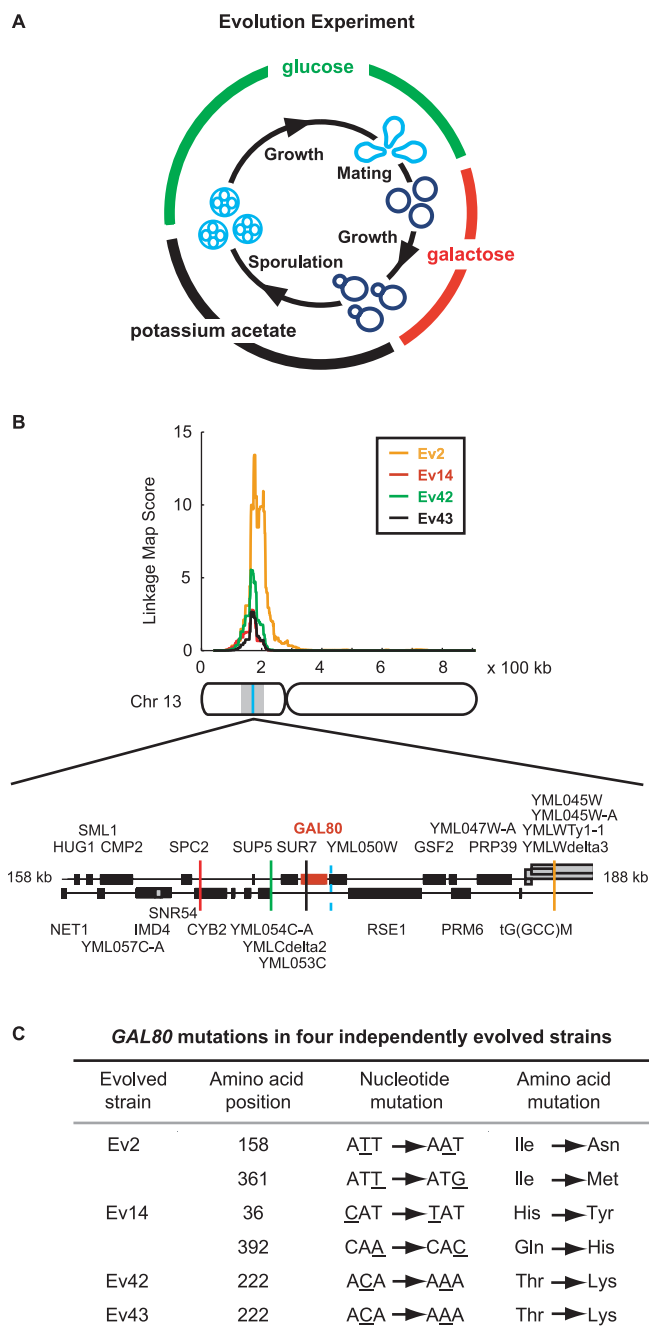 A
Evolution Experiment
glucose
Growth
Mating
Growth
galactose
Sporulation
potassium acetate
B
15
10
5
0
Linkage Map Score
Ev2
Ev14
Ev42
Ev43
0 2 4 6 8 x 100 kb
Chr 13
YML045W
YML045W-A
SML1 GAL80 YML047W-A YMLWTy1-1
HUG1 CMP2 SPC2 SUP5 SUR7 YML050W GSF2 PRP39 YMLWdelta3
158 kb 188 kb
SNR54
NET1 IMD4 CYB2 YML054C-A RSE1 PRM6 tG(GCC)M
YML057C-A YMLCdelta2
YML053C
C
GAL80 mutations in four independently evolved strains
Evolved strain
Amino acid position
Nucleotide mutation
Amino acid mutation
Ev2 158 ATT → AAT Ile → Asn
361 ATT → ATG Ile → Met
Ev14 36 CAT → TAT His → Tyr
392 CAA → CAC Gln → His
Ev42 222 ACA → AAA Thr → Lys
Ev43 222 ACA → AAA Thr → Lys